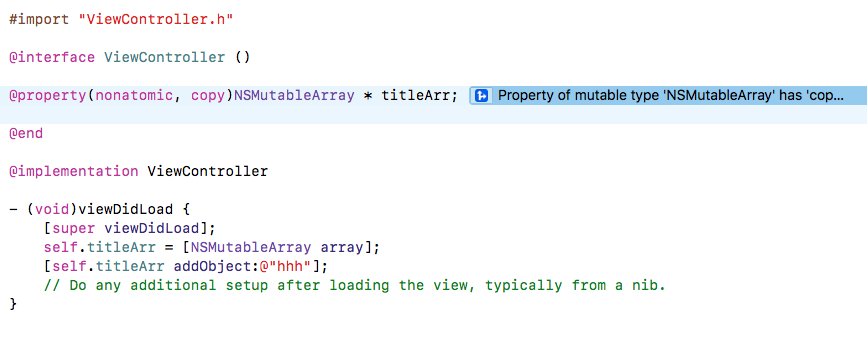 #import "ViewController.h"
@interface ViewController ()
@property(nonatomic, copy)NSMutableArray * titleArr; Property of mutable type 'NSMutableArray' has 'cop...
@end
@implementation ViewController
- (void)viewDidLoad {
[super viewDidLoad];
self.titleArr = [NSMutableArray array];
[self.titleArr addObject:@"hhh"];
// Do any additional setup after loading the view, typically from a nib.
}